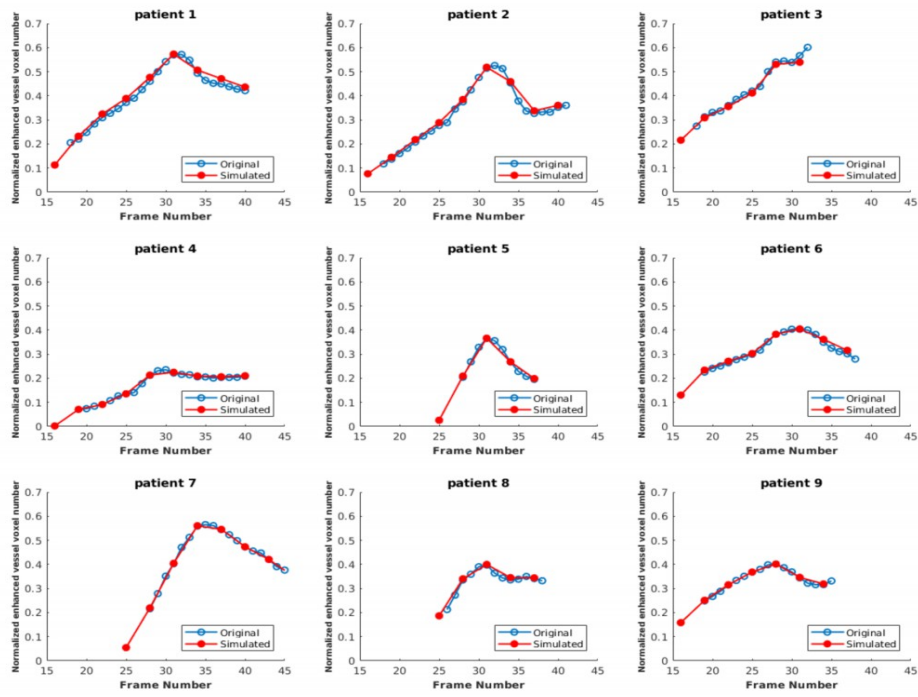 patient 1
Normalized enhanced vessel voxel number
0.7
0.6
0.5
0.4
0.3
0.2
0.1
0
15 20 25 30 35 40 45
Frame Number
Original
Simulated
patient 2
Normalized enhanced vessel voxel number
0.7
0.6
0.5
0.4
0.3
0.2
0.1
0
15 20 25 30 35 40 45
Frame Number
Original
Simulated
patient 3
Normalized enhanced vessel voxel number
0.7
0.6
0.5
0.4
0.3
0.2
0.1
0
15 20 25 30 35 40 45
Frame Number
Original
Simulated
patient 4
Normalized enhanced vessel voxel number
0.7
0.6
0.5
0.4
0.3
0.2
0.1
0
15 20 25 30 35 40 45
Frame Number
Original
Simulated
patient 5
Normalized enhanced vessel voxel number
0.7
0.6
0.5
0.4
0.3
0.2
0.1
0
15 20 25 30 35 40 45
Frame Number
Original
Simulated
patient 6
Normalized enhanced vessel voxel number
0.7
0.6
0.5
0.4
0.3
0.2
0.1
0
15 20 25 30 35 40 45
Frame Number
Original
Simulated
patient 7
Normalized enhanced vessel voxel number
0.7
0.6
0.5
0.4
0.3
0.2
0.1
0
15 20 25 30 35 40 45
Frame Number
Original
Simulated
patient 8
Normalized enhanced vessel voxel number
0.7
0.6
0.5
0.4
0.3
0.2
0.1
0
15 20 25 30 35 40 45
Frame Number
Original
Simulated
patient 9
Normalized enhanced vessel voxel number
0.7
0.6
0.5
0.4
0.3
0.2
0.1
0
15 20 25 30 35 40 45
Frame Number
Original
Simulated